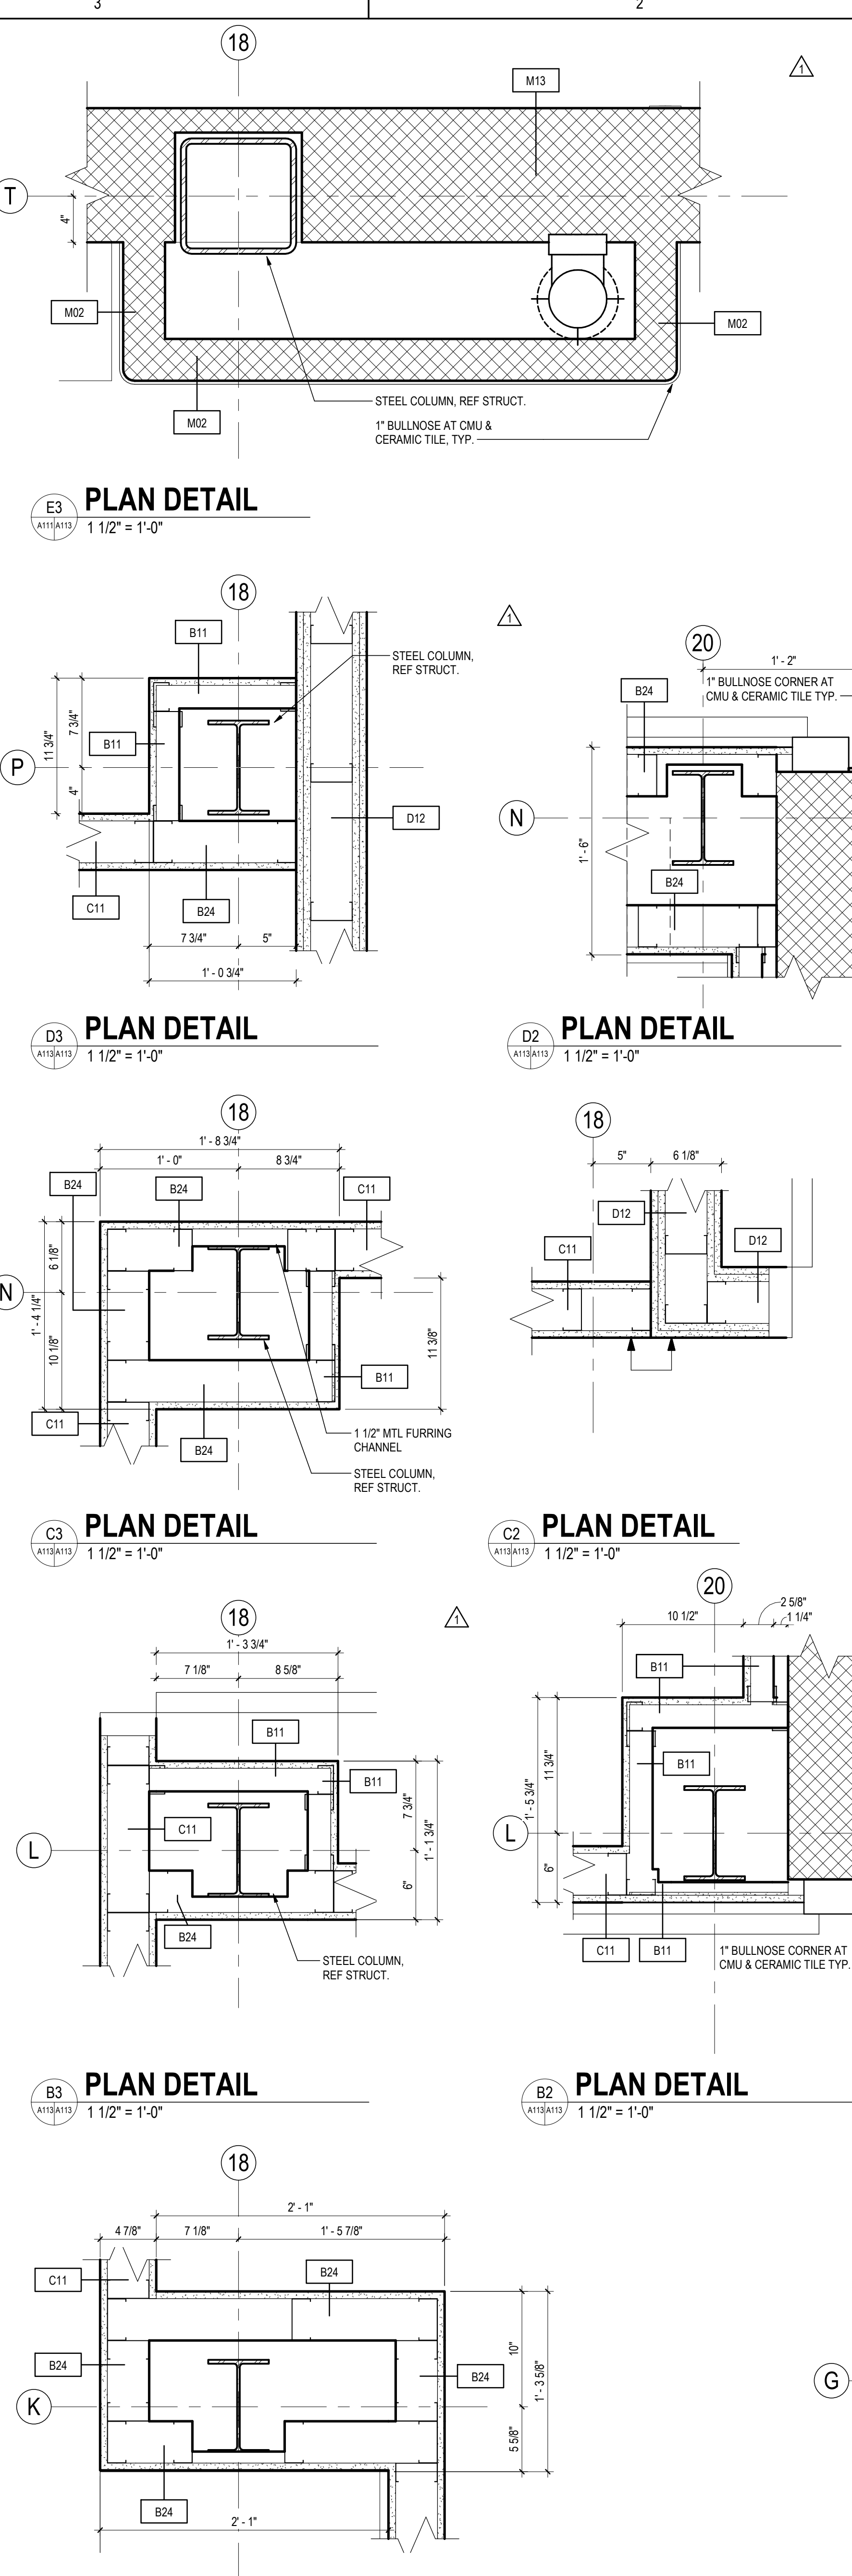 3
2
18
1
M13
T
4"
M02
M02
M02
STEEL COLUMN, REF STRUCT.
1" BULLNOSE AT CMU &
CERAMIC TILE, TYP.
E3
A111
A113
PLAN DETAIL
1 1/2" = 1'-0"
18
1
B11
STEEL COLUMN,
REF STRUCT.
11 3/4"
7 3/4"
B11
P
4"
D12
C11
B24
7 3/4"
5"
1' - 0 3/4"
D3
A113
A113
PLAN DETAIL
1 1/2" = 1'-0"
20
1' - 2"
1" BULLNOSE CORNER AT
CMU & CERAMIC TILE TYP.
B24
N
1' - 6"
B24
D2
A113
A113
PLAN DETAIL
1 1/2" = 1'-0"
18
1' - 8 3/4"
1' - 0"
8 3/4"
B24
B24
C11
6 1/8"
N
1' - 4 1/4"
10 1/8"
11 3/8"
B11
C11
B24
1 1/2" MTL FURRING
CHANNEL
STEEL COLUMN,
REF STRUCT.
C3
A113
A113
PLAN DETAIL
1 1/2" = 1'-0"
18
5"
6 1/8"
D12
C11
D12
C2
A113
A113
PLAN DETAIL
1 1/2" = 1'-0"
18
1
1' - 3 3/4"
7 1/8"
8 5/8"
B11
B11
C11
7 3/4"
1' - 1 3/4"
L
6"
B24
STEEL COLUMN,
REF STRUCT.
B3
A113
A113
PLAN DETAIL
1 1/2" = 1'-0"
20
10 1/2"
2 5/8"
1 1/4"
B11
B11
11 3/4"
1' - 5 3/4"
L
6"
C11
B11
1" BULLNOSE CORNER AT
CMU & CERAMIC TILE TYP.
B2
A113
A113
PLAN DETAIL
1 1/2" = 1'-0"
18
2' - 1"
4 7/8"
7 1/8"
1' - 5 7/8"
C11
B24
B24
B24
10"
1' - 3 5/8"
K
5 5/8"
B24
2' - 1"
G